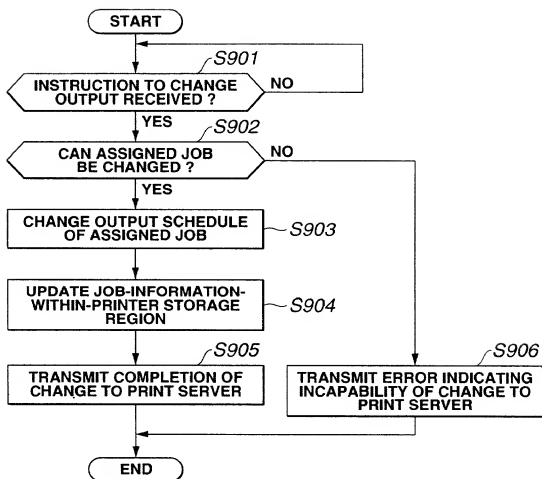 START
S901
INSTRUCTION TO CHANGE
OUTPUT RECEIVED ?
NO
YES
S902
CAN ASSIGNED JOB
BE CHANGED ?
NO
YES
CHANGE OUTPUT SCHEDULE
OF ASSIGNED JOB
S903
UPDATE JOB-INFORMATION-
WITHIN-PRINTER STORAGE
REGION
S904
S905
TRANSMIT COMPLETION OF
CHANGE TO PRINT SERVER
S906
TRANSMIT ERROR INDICATING
INCAPABILITY OF CHANGE TO
PRINT SERVER
END